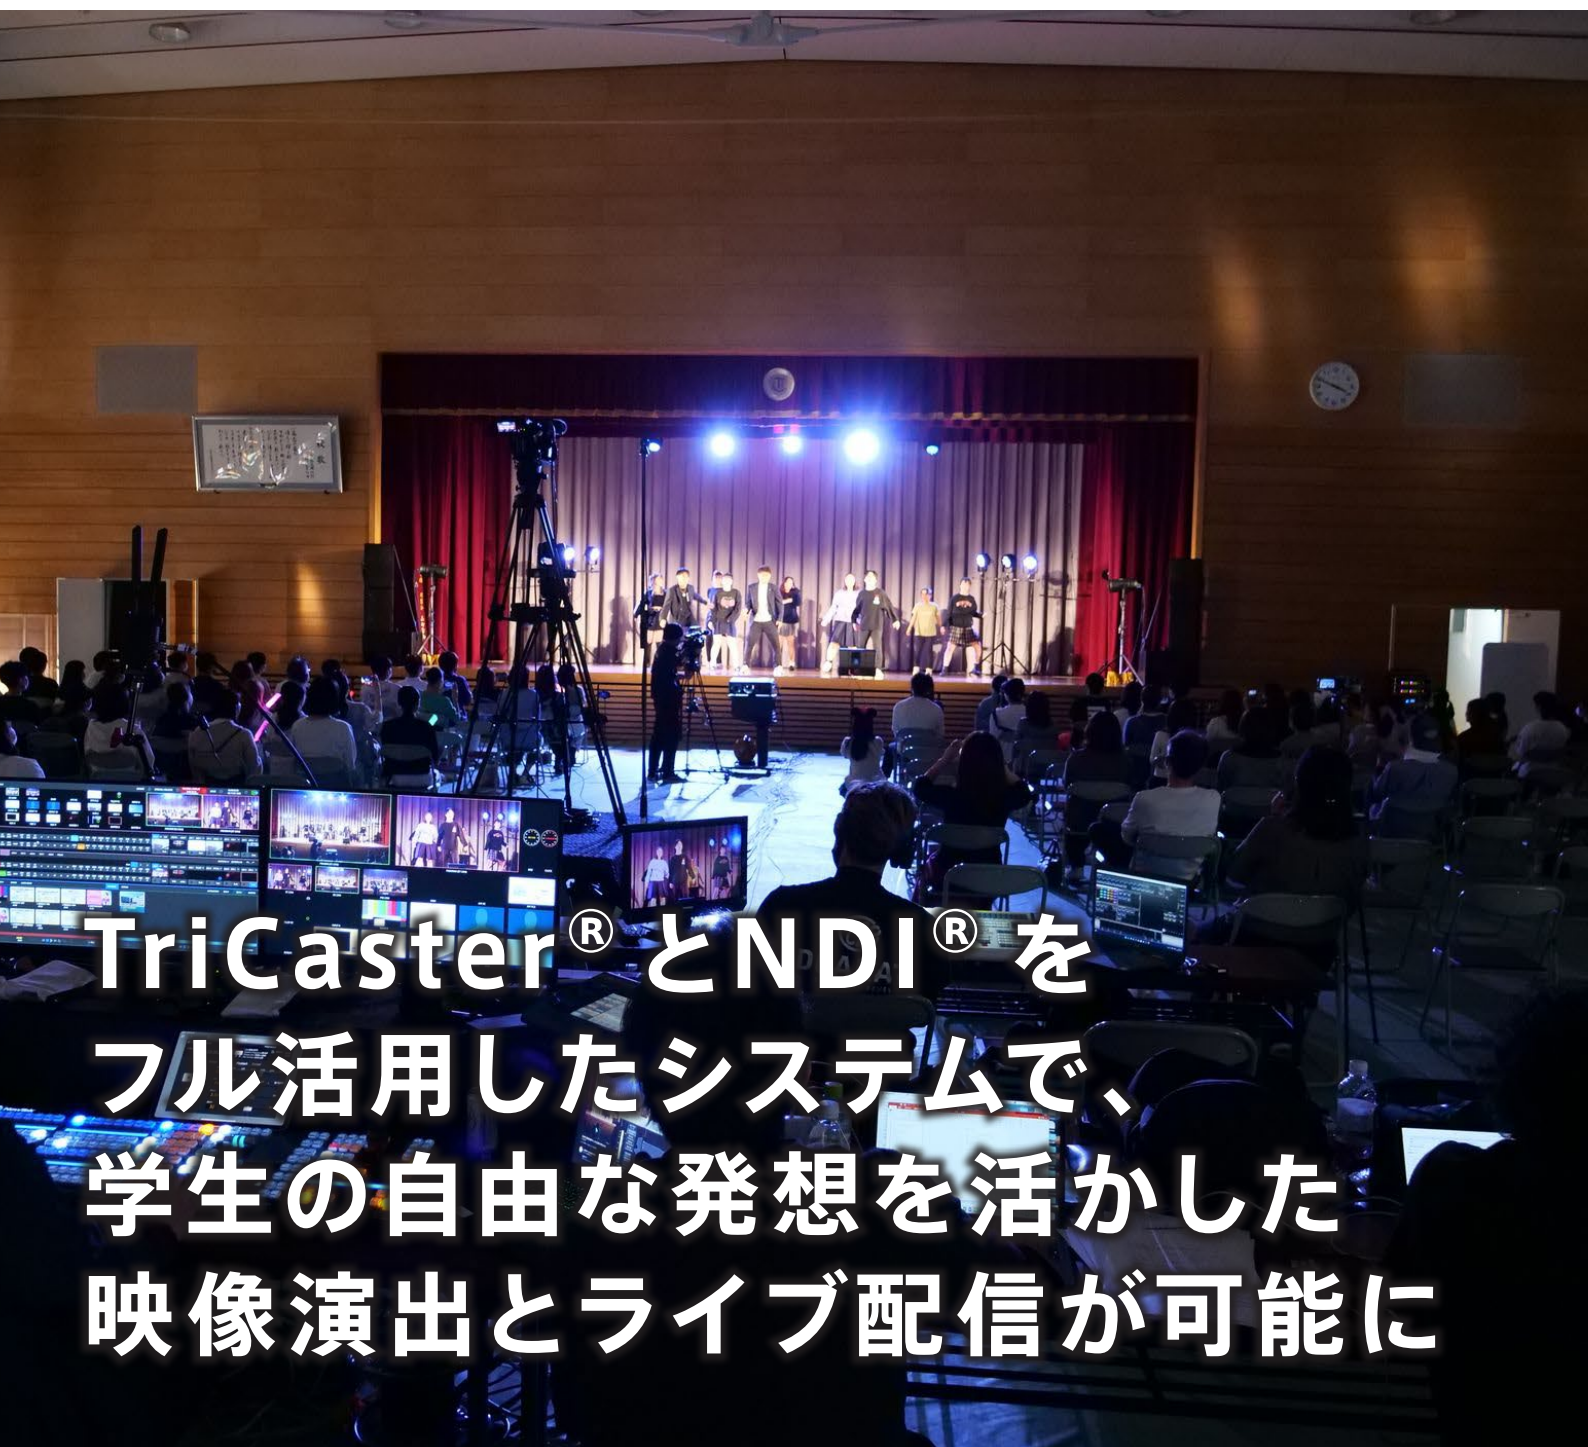 TriCaster® とNDI® を
フル活用したシステムで、
学生の自由な発想を活かした
映像演出とライブ配信が可能に